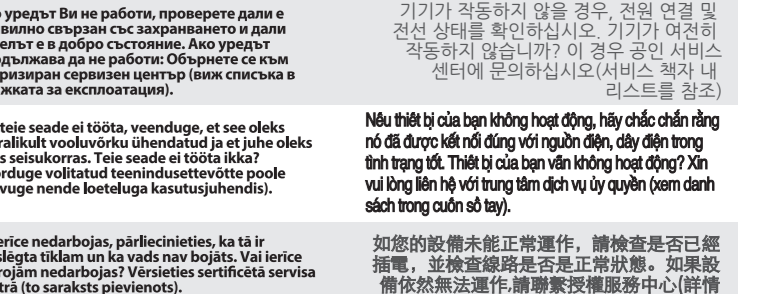 уредът Ви не работи, проверете дали е
свързан със захранването и дали
е в добро състояние. Ако уредът
да не работи: Обърнете се към
сервизен център (виж списъка в
за експлоатация).
기기가 작동하지 않을 경우, 전원 연결 및
전선 상태를 확인하십시오. 기기가 여전히
작동하지 않습니까? 이 경우 공인 서비스
센터에 문의하십시오(서비스 책자 내
리스트를 참조)
teie seade ei tööta, veenduge, et see oleks
vooluvõrku ühendatud ja et juhe oleks
seisukorras. Teie seade ei tööta ikka?
volitatud teenindusettevõtte poole
nende loeteluga kasutusjuhendis).
Nếu thiết bị của bạn không hoạt động, hãy chắc chắn rằng
nó đã được kết nối đúng với nguồn điện, dây điện trong
tình trạng tốt. Thiết bị của bạn vẫn không hoạt động? Xin
vui lòng liên hệ với trung tâm dịch vụ ủy quyền (xem danh
sách trong cuốn sổ tay).
nedarbojas, pārliecinieties, ka tā ir
tīklam un ka vads nav bojāts. Vai ierīce
nedarbojas? Vērsieties sertificētā servisa
(to saraksts pievienots).
如您的設備未能正常運作，請檢查是否已經
插電，並檢查線路是否是正常狀態。如果設
備依然無法運作,請聯繫授權服務中心(詳情